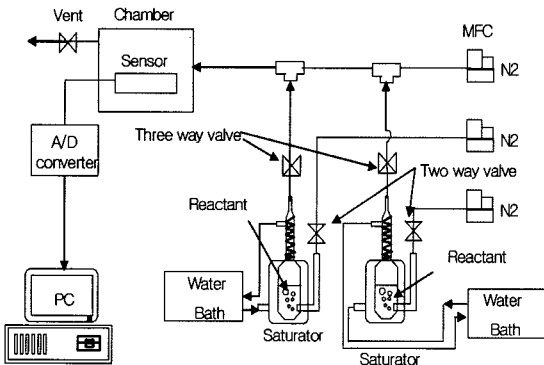 Vent
Chamber
MFC
Sensor
N2
A/D
converter
Three way valve
N2
Two way valve
Reactant
N2
PC
Water
Bath
Reactant
Water
Bath
Saturator
Saturator